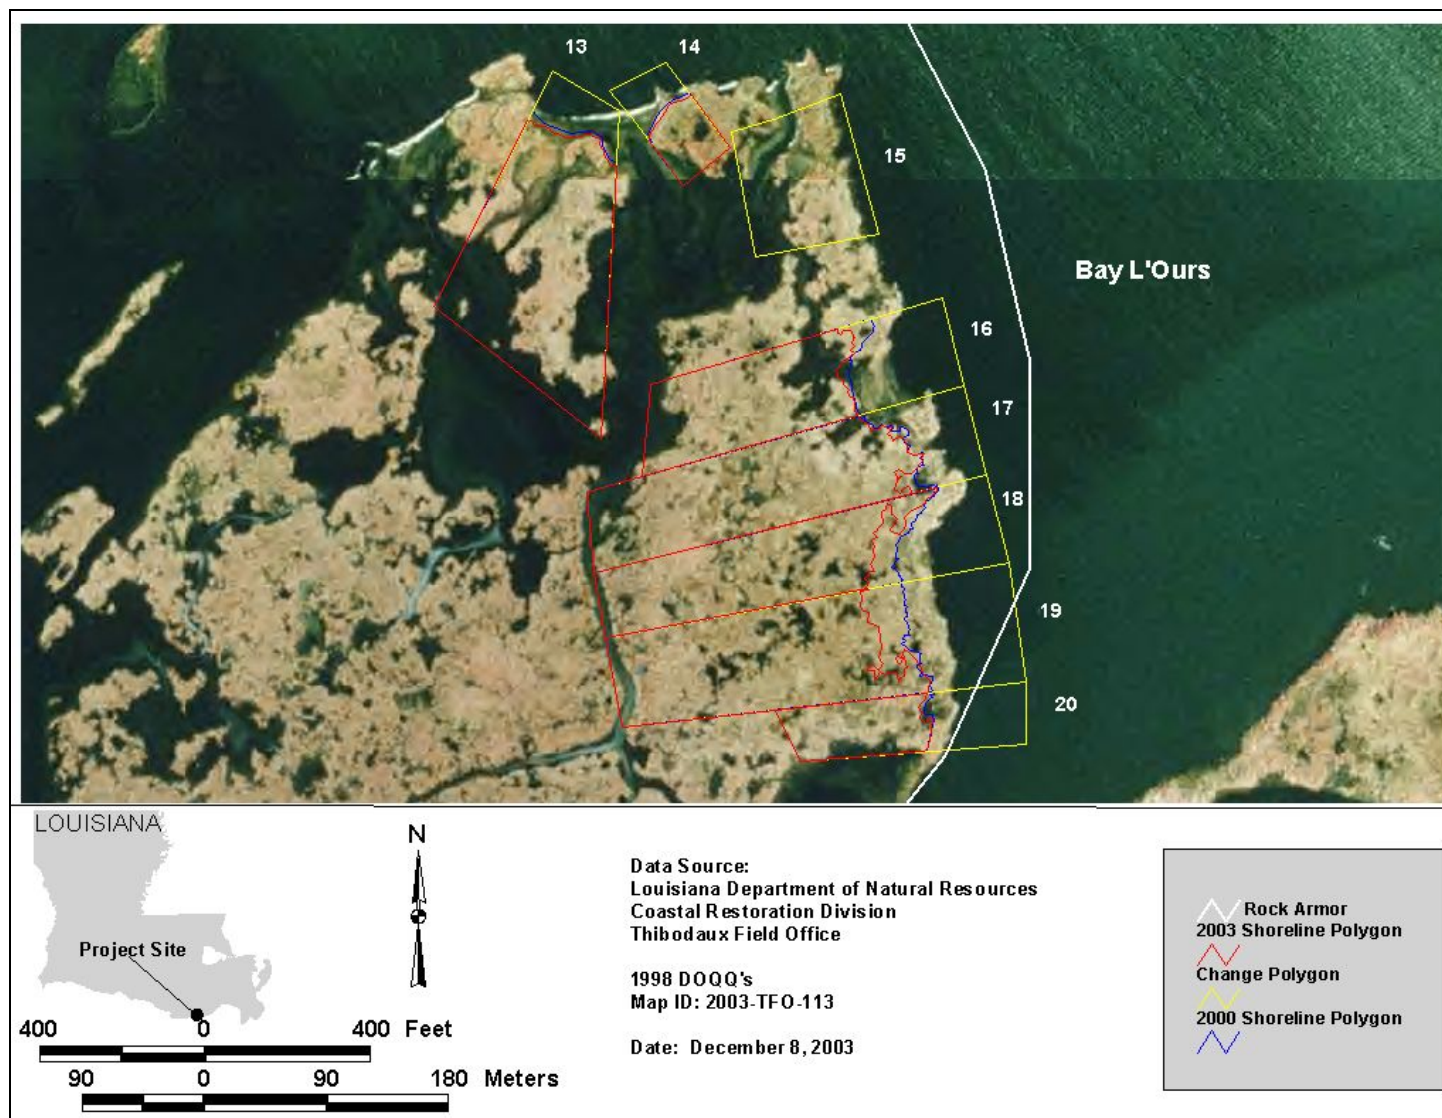 13
14
15
Bay L'Ours
16
17
18
19
20
LOUISIANA
Project Site
N
400 0 400 Feet
90 0 90 180 Meters
Data Source:
Louisiana Department of Natural Resources
Coastal Restoration Division
Thibodaux Field Office
1998 DOQQ's
Map ID: 2003-TFO-113
Date: December 8, 2003
Rock Armor
2003 Shoreline Polygon
Change Polygon
2000 Shoreline Polygon